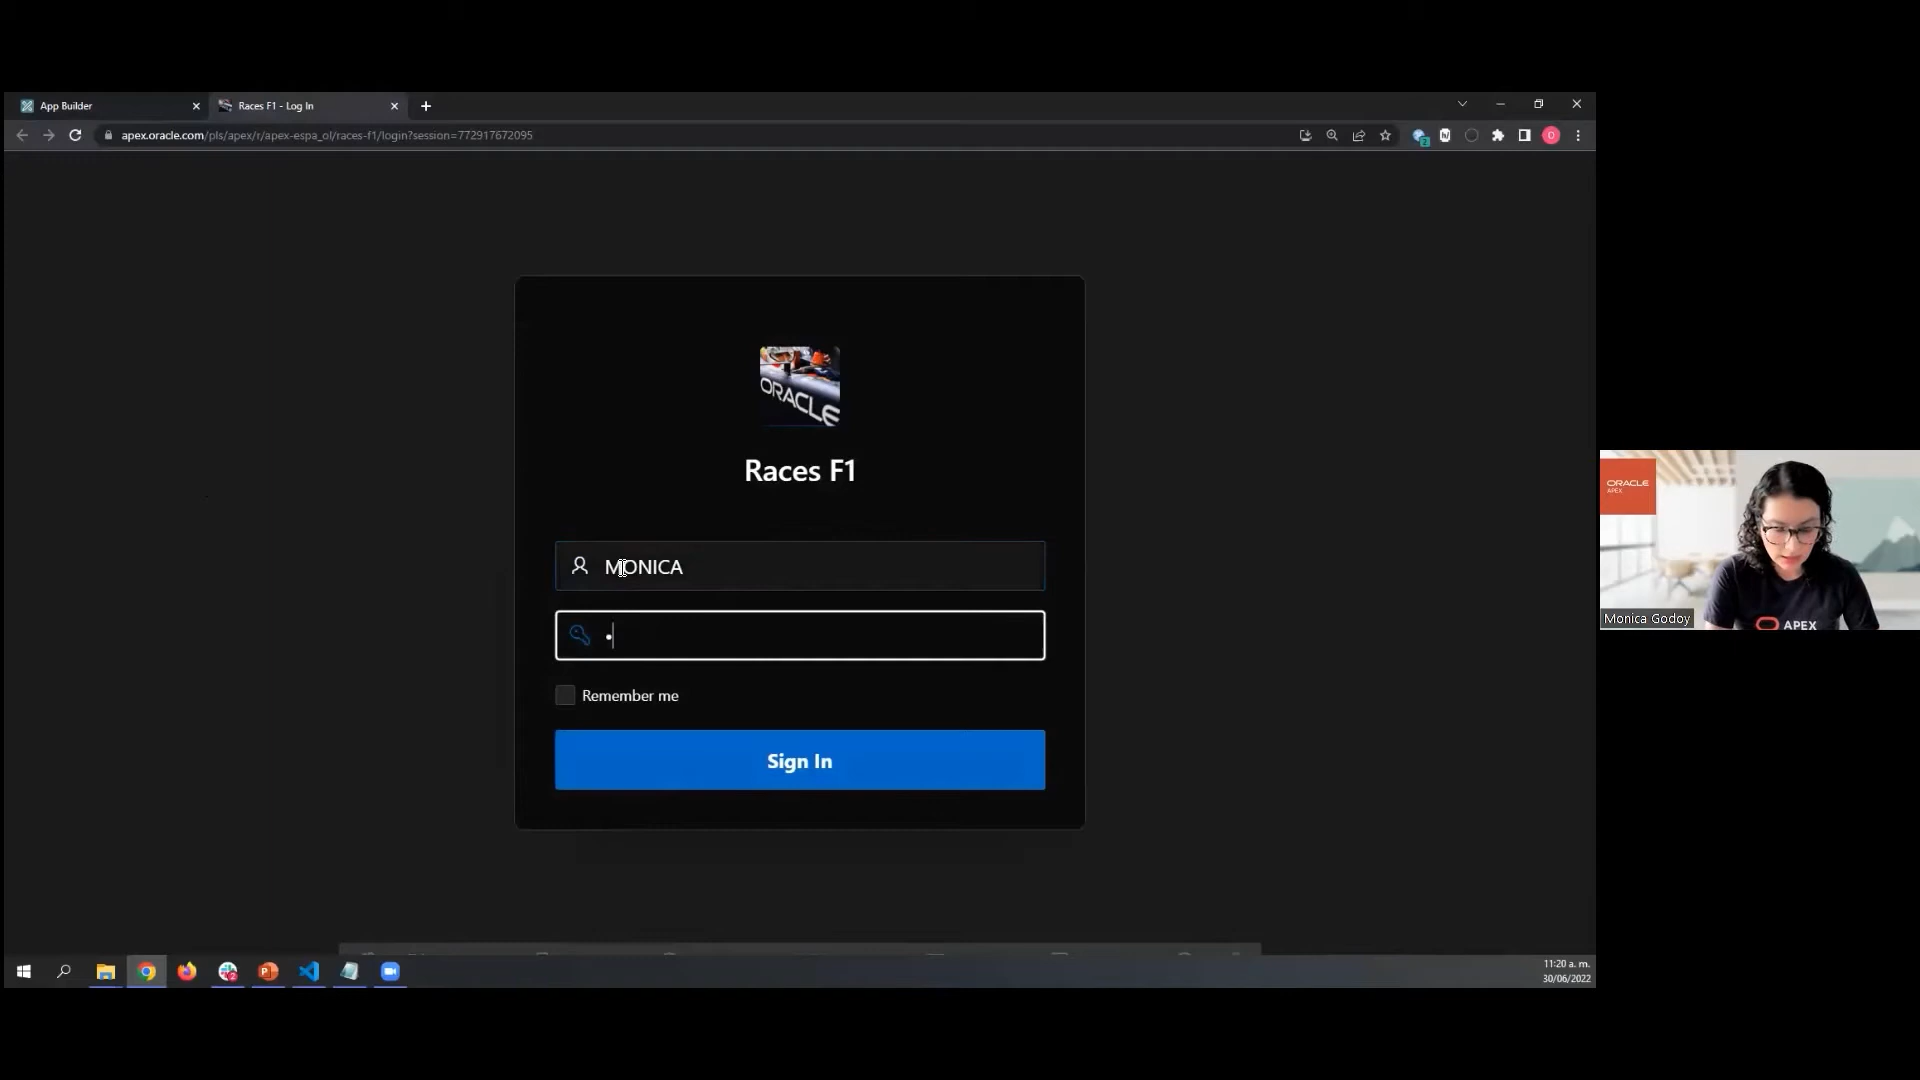 App Builder
Races F1 - Log In
apex.oracle.com/pls/apex/r/apex-espa_ol/races-f1/login?session=772917672095
D
ORACLE
Races F1
MONICA
Remember me
Sign In
ORACLE
APEX
APEX
Monica Godoy
11:20 a. m.
30/06/2022